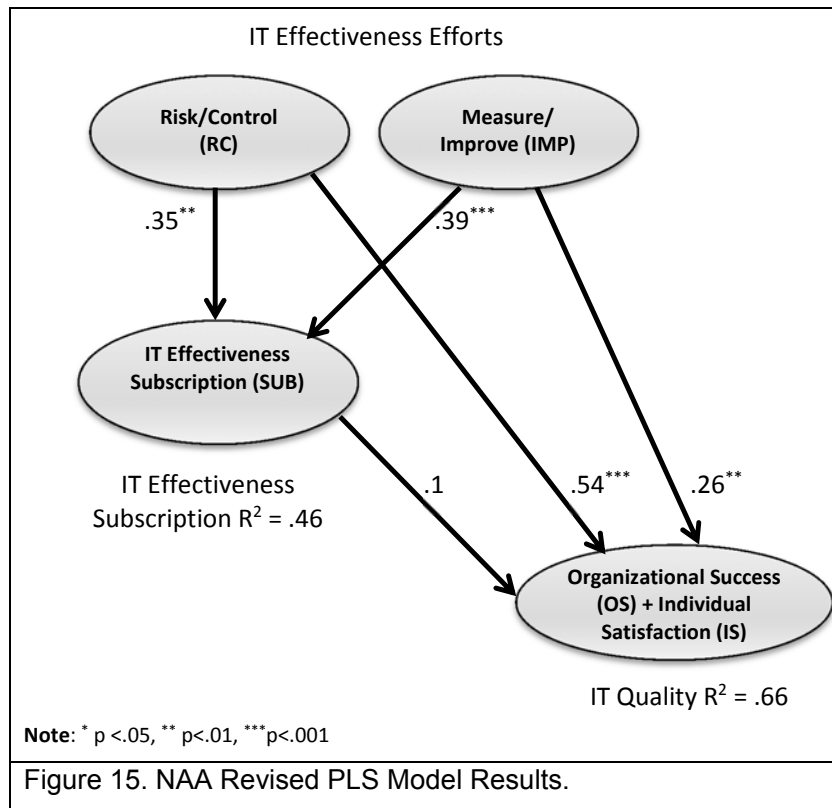 IT Effectiveness Efforts
Risk/Control
(RC)
Measure/
Improve (IMP)
.35**
.39***
IT Effectiveness
Subscription (SUB)
IT Effectiveness
Subscription R² = .46
.1
.54***
.26**
Organizational Success
(OS) + Individual
Satisfaction (IS)
IT Quality R² = .66
Note: * p <.05, ** p<.01, ***p<.001
Figure 15. NAA Revised PLS Model Results.